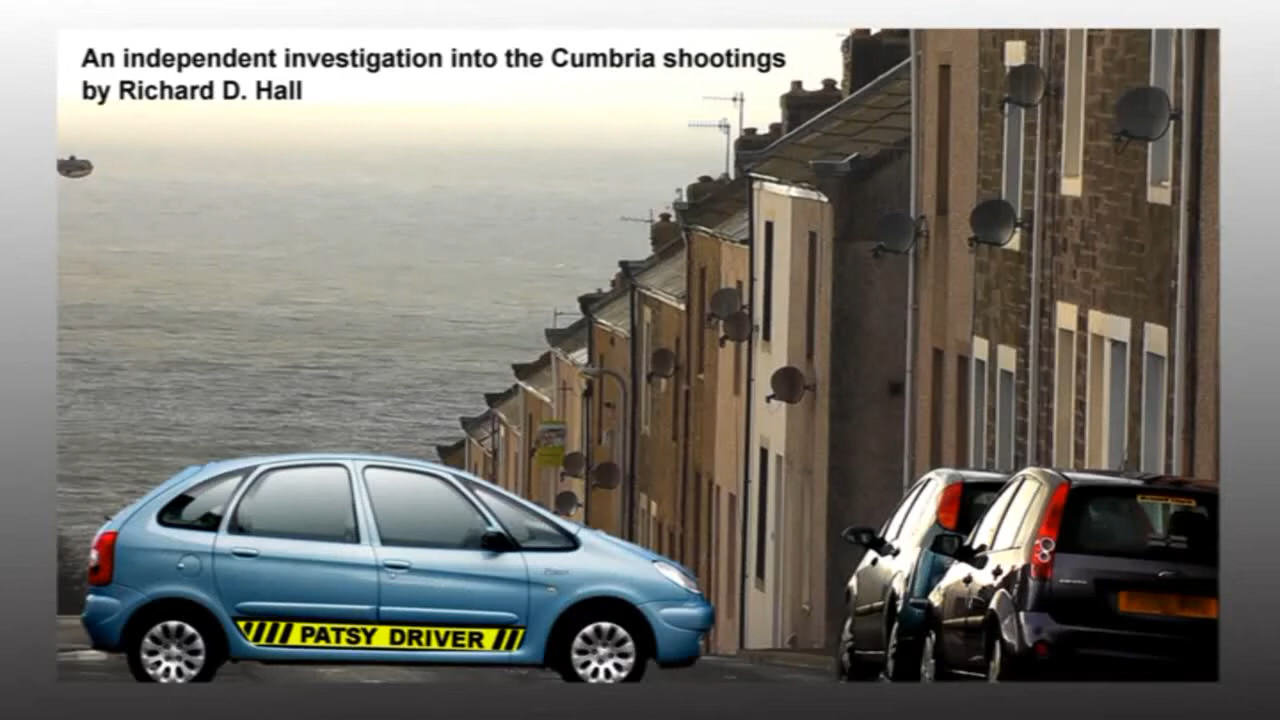 An independent investigation into the Cumbria shootings
by Richard D. Hall
PATSY DRIVER